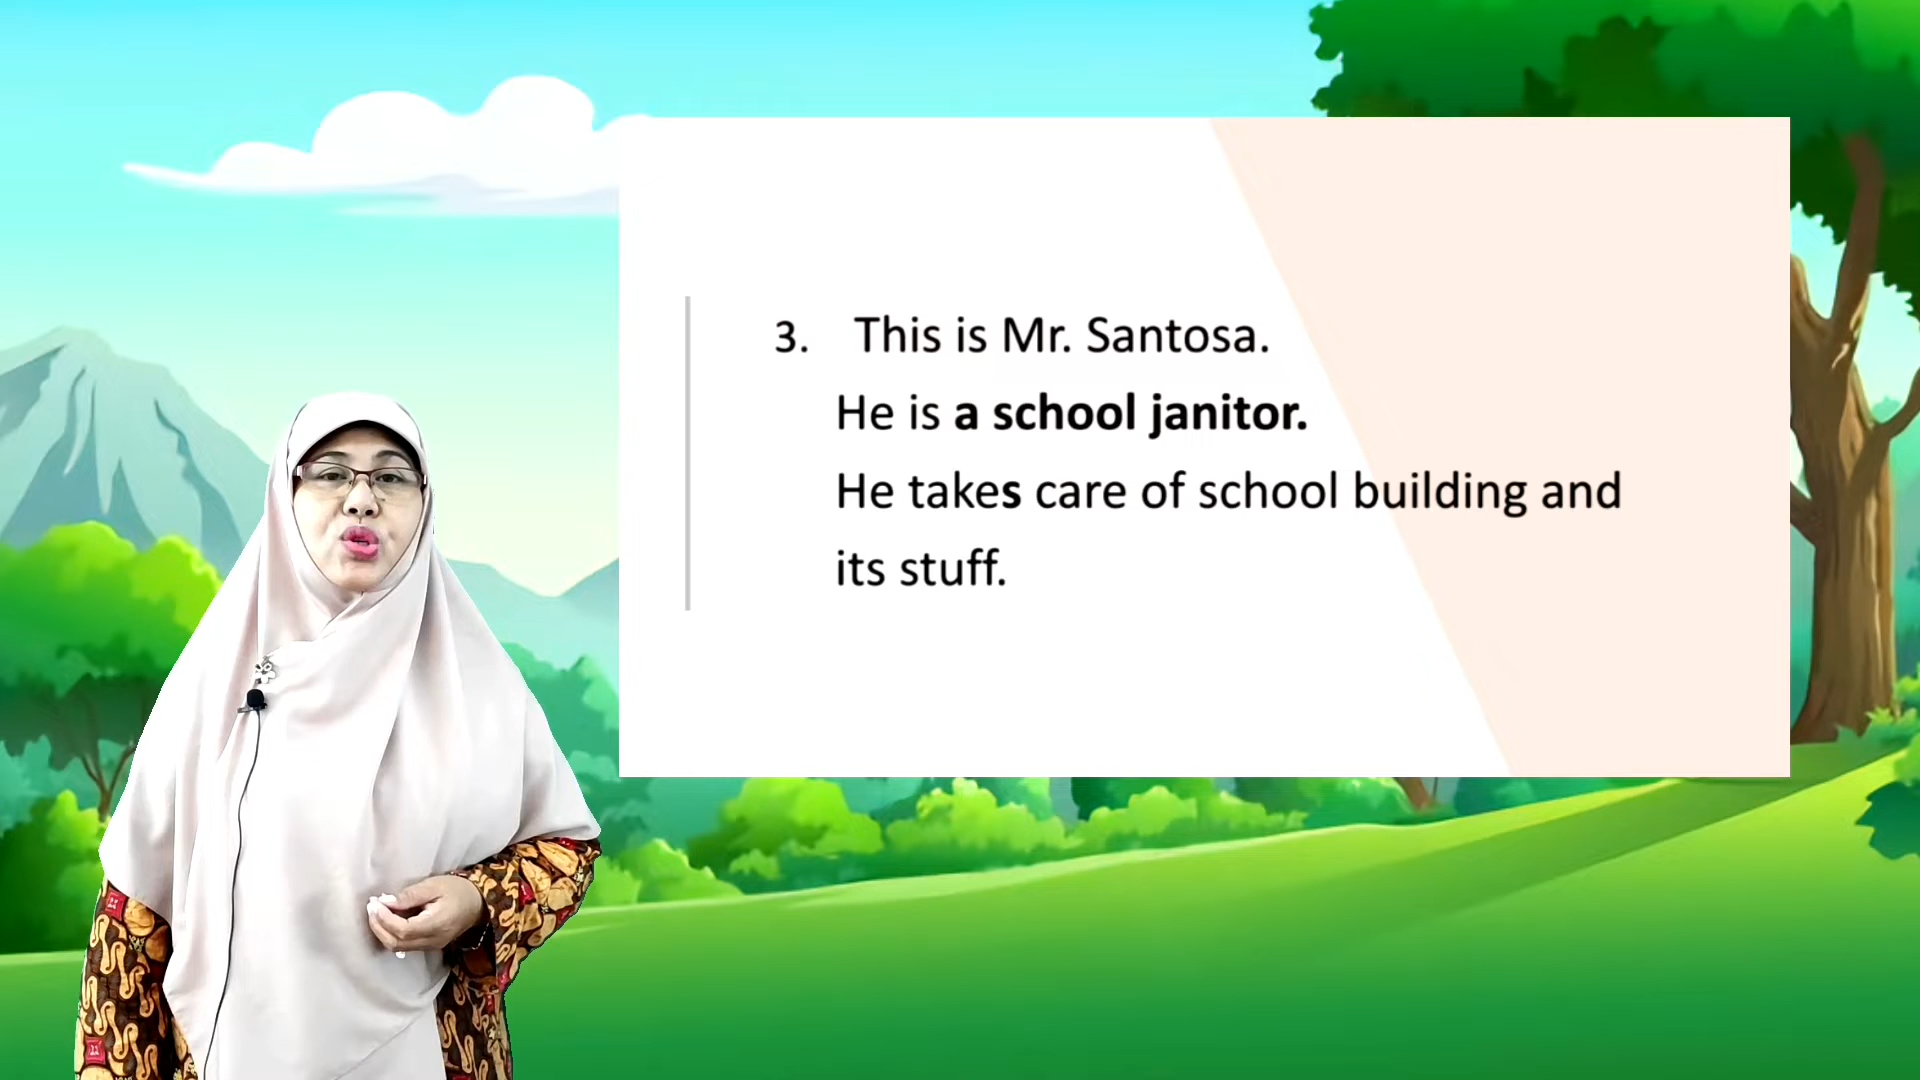 3. This is Mr. Santosa.
He is a school janitor.
He takes care of school building and
its stuff.